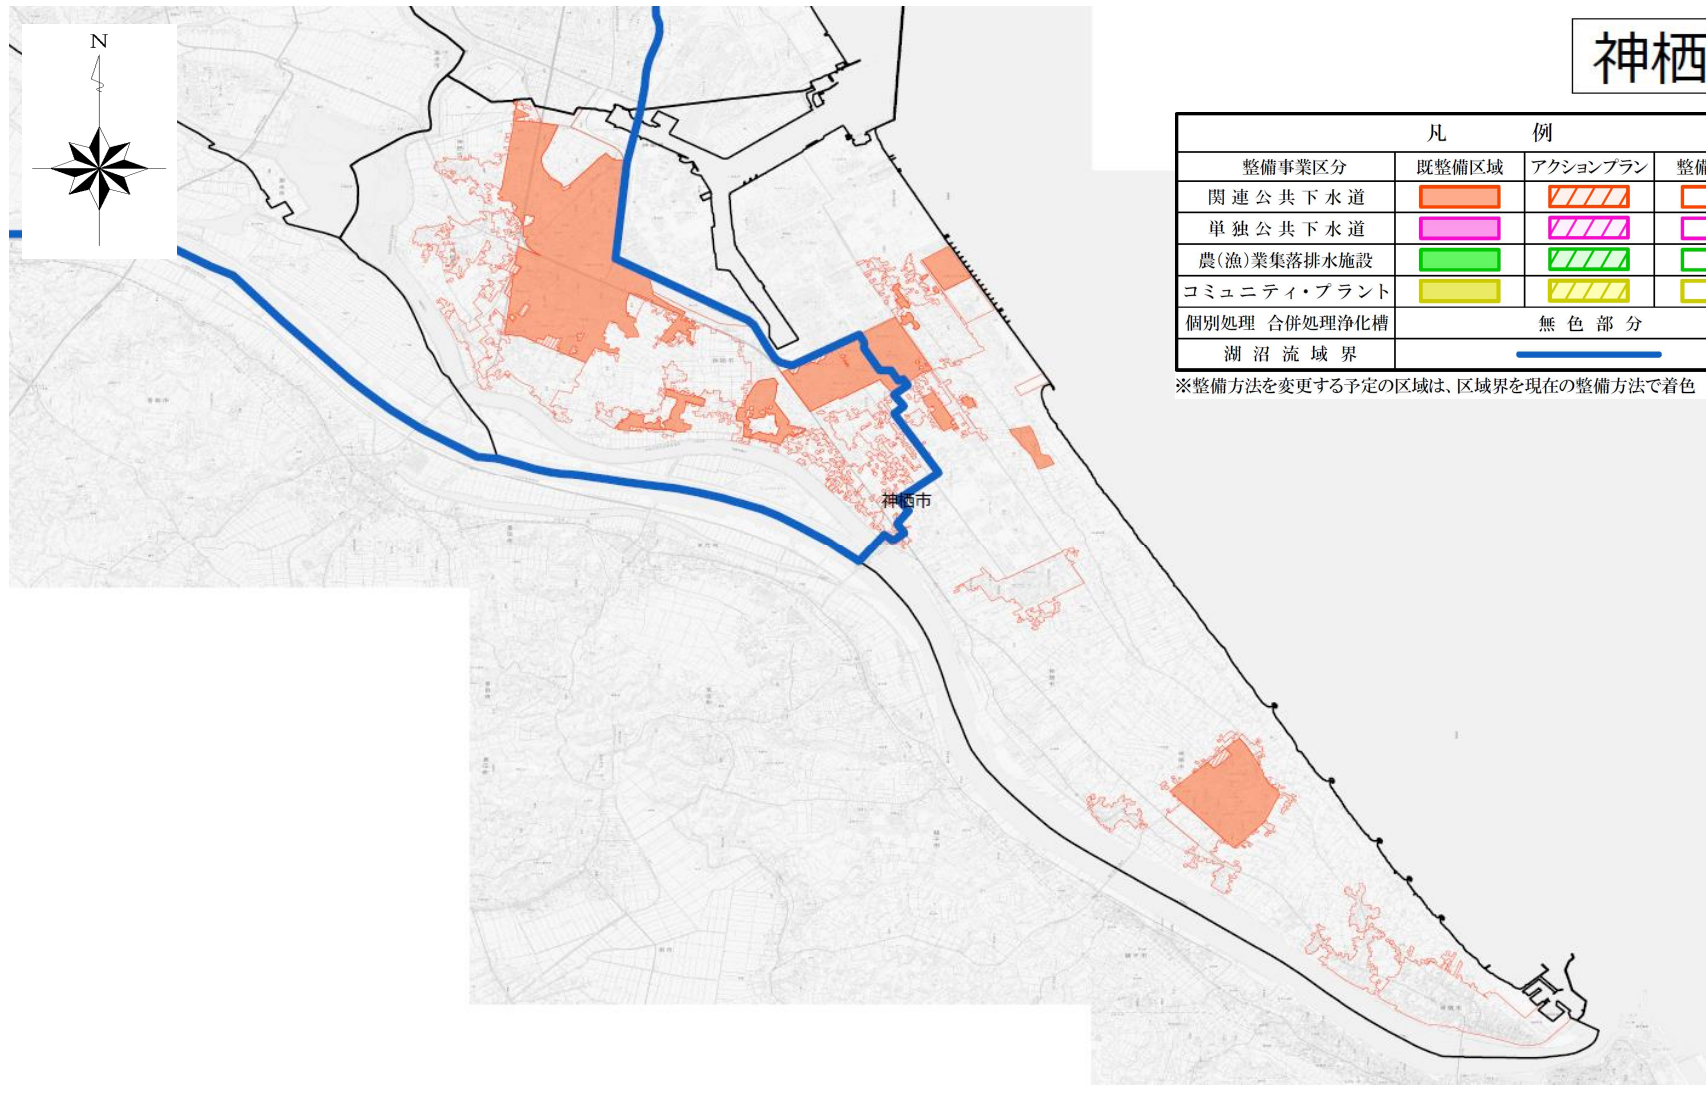 N
神栖
凡 例
整備事業区分 既整備区域 アクションプラン 整備
関連公共下水道
単独公共下水道
農(漁)業集落排水施設
コミュニティ・プラント
個別処理 合併処理浄化槽 無色部分
湖沼流域界
※整備方法を変更する予定の区域は、区域界を現在の整備方法で着色
神栖市